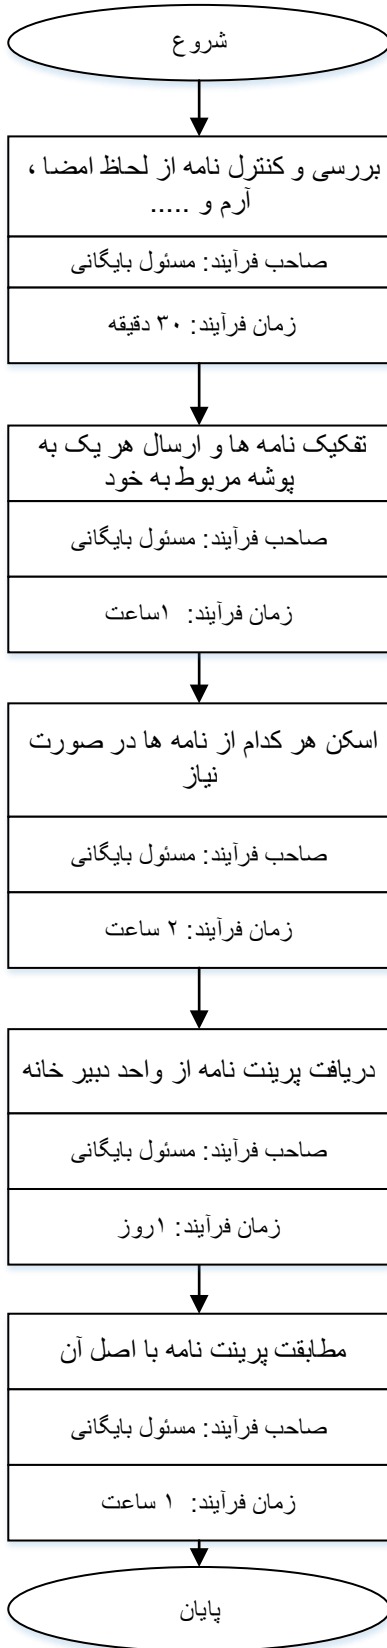 شروع
بررسی و کنترل نامه از لحاظ امضا ،
آرم و .....
صاحب فرآیند: مسئول بایگانی
زمان فرآیند: ۳۰ دقیقه
تفکیک نامه ها و ارسال هر یک به
پوشه مربوط به خود
صاحب فرآیند: مسئول بایگانی
زمان فرآیند: ۱ساعت
اسکن هر کدام از نامه ها در صورت
نیاز
صاحب فرآیند: مسئول بایگانی
زمان فرآیند: ۲ ساعت
دریافت پرینت نامه از واحد دبیر خانه
صاحب فرآیند: مسئول بایگانی
زمان فرآیند: ۱روز
مطابقت پرینت نامه با اصل آن
صاحب فرآیند: مسئول بایگانی
زمان فرآیند: ۱ ساعت
پایان